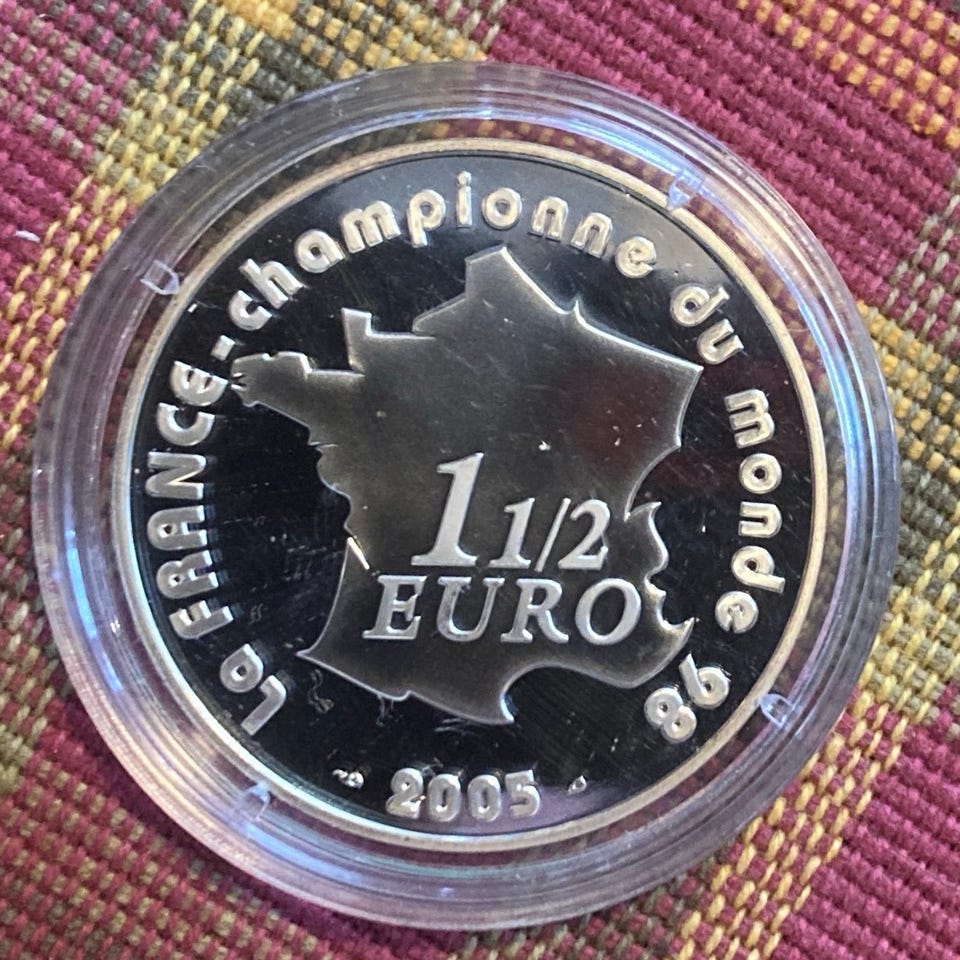 La FRANCE-championne du monde 98
1 1/2
EURO
2005